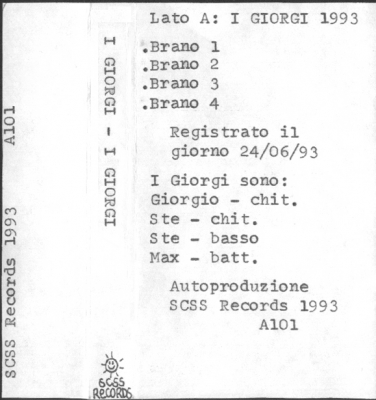 SCSS Records 1993 A101
I GIORGI - I GIORGI
SCSS
RECORDS
Lato A: I GIORGI 1993
.Brano 1
.Brano 2
.Brano 3
.Brano 4
Registrato il
giorno 24/06/93
I Giorgi sono:
Giorgio - chit.
Ste - chit.
Ste - basso
Max - batt.
Autoproduzione
SCSS Records 1993
A101